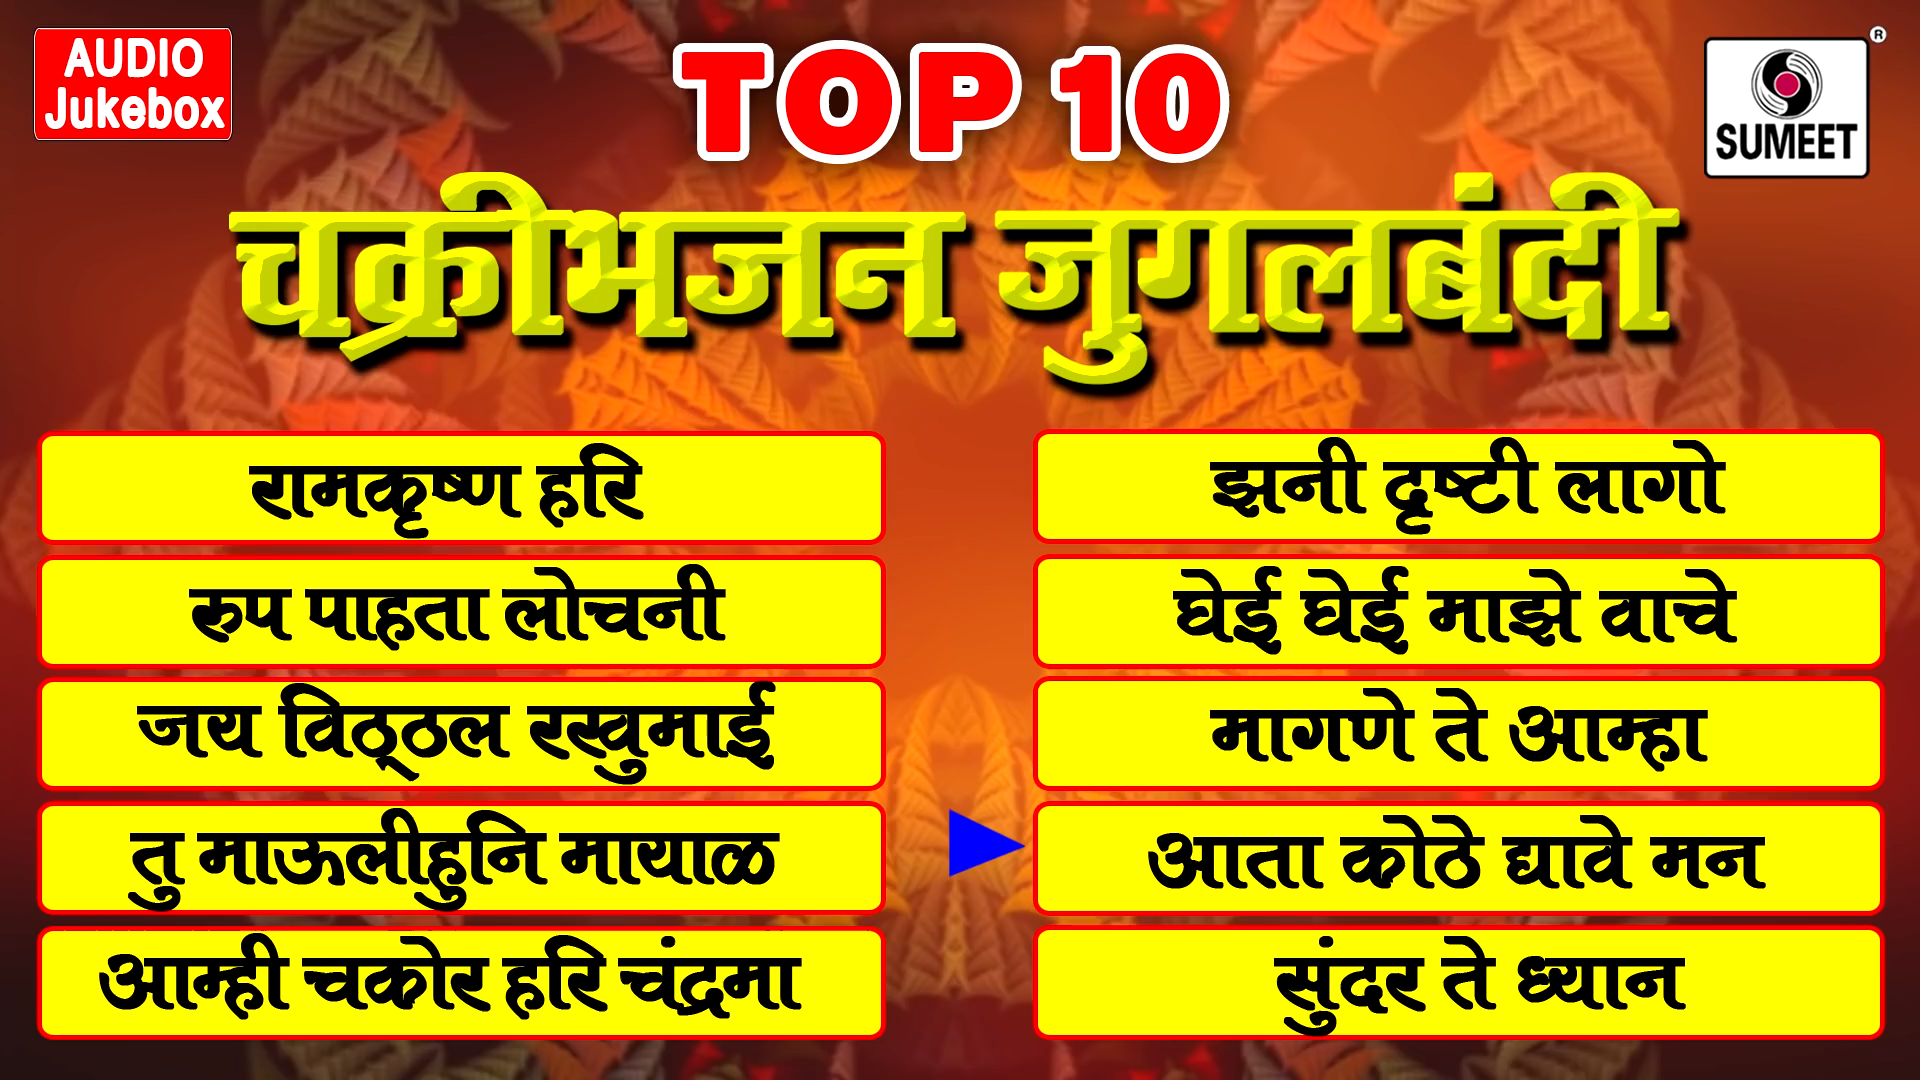 AUDIO
Jukebox
TOP 10
®
SUMEET
चक्रीभजन जुगलबंदी
रामकृष्ण हरि
रुप पाहता लोचनी
जय विठ्ठल रखुमाई
तु माऊलीहुनि मायाळ
आम्ही चकोर हरि चंद्रमा
झनी दृष्टी लागो
घेई घेई माझे वाचे
मागणे ते आम्हा
आता कोठे द्यावे मन
सुंदर ते ध्यान